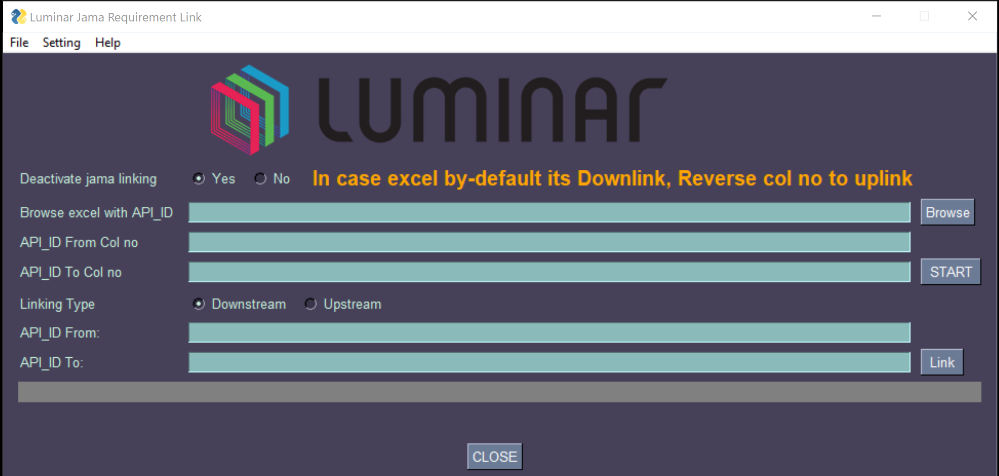 Luminar Jama Requirement Link
File Setting Help
LUMINAR
Deactivate jama linking Yes No In case excel by-default its Downlink, Reverse col no to uplink
Browse excel with API_ID Browse
API_ID From Col no
API_ID To Col no START
Linking Type Downstream Upstream
API_ID From:
API_ID To: Link
CLOSE